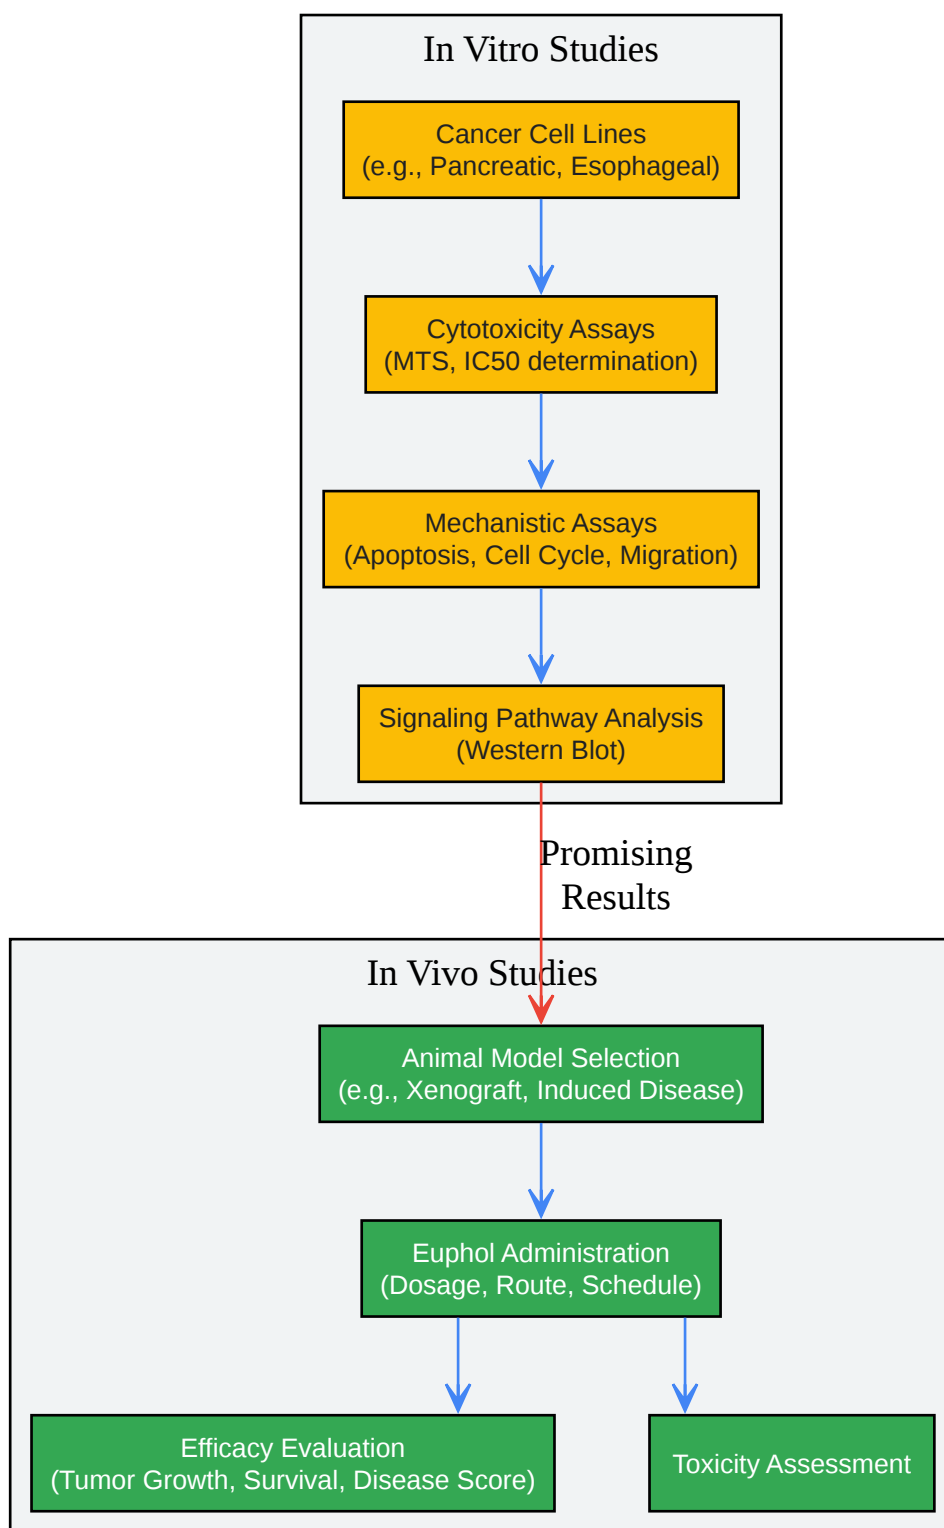 In Vitro Studies
Cancer Cell Lines
(e.g., Pancreatic, Esophageal)
Cytotoxicity Assays
(MTS, IC50 determination)
Mechanistic Assays
(Apoptosis, Cell Cycle, Migration)
Signaling Pathway Analysis
(Western Blot)
Promising
Results
In Vivo Studies
Animal Model Selection
(e.g., Xenograft, Induced Disease)
Euphol Administration
(Dosage, Route, Schedule)
Efficacy Evaluation
(Tumor Growth, Survival, Disease Score)
Toxicity Assessment